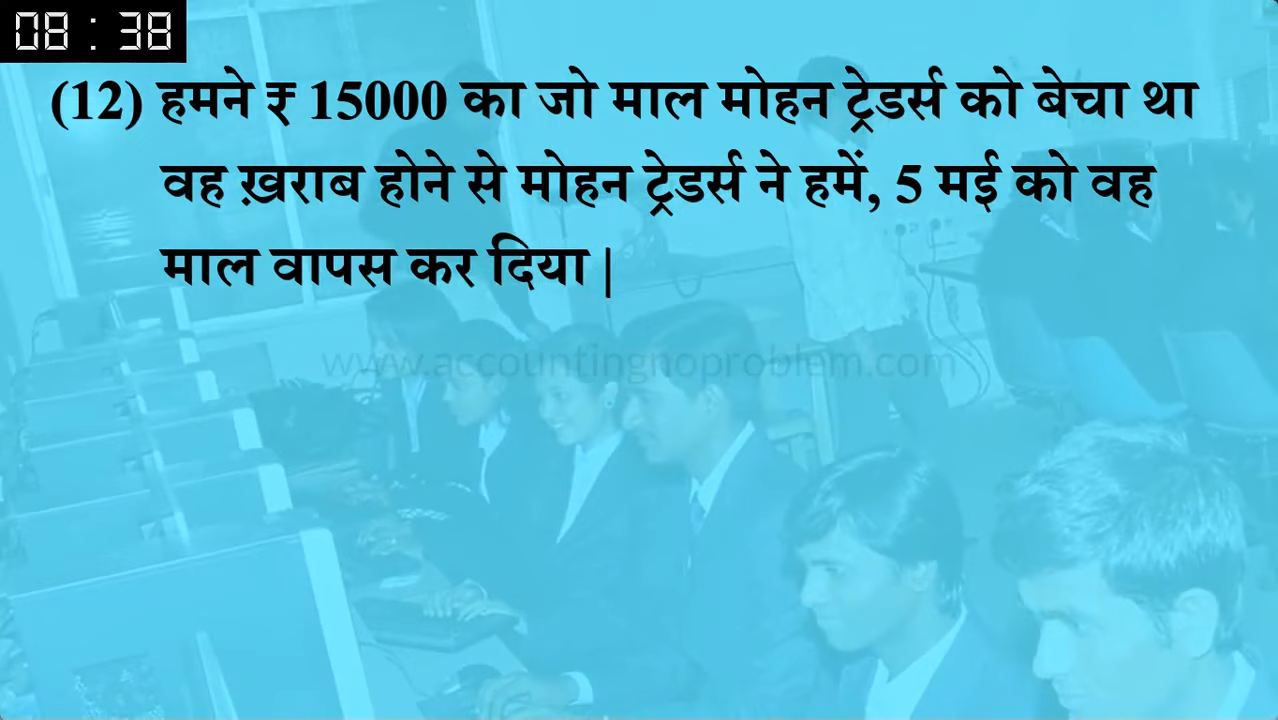 08 : 38
(12) हमने ₹ 15000 का जो माल मोहन ट्रेडर्स को बेचा था
वह ख़राब होने से मोहन ट्रेडर्स ने हमें, 5 मई को वह
माल वापस कर दिया |
www.accountingnoproblem.com